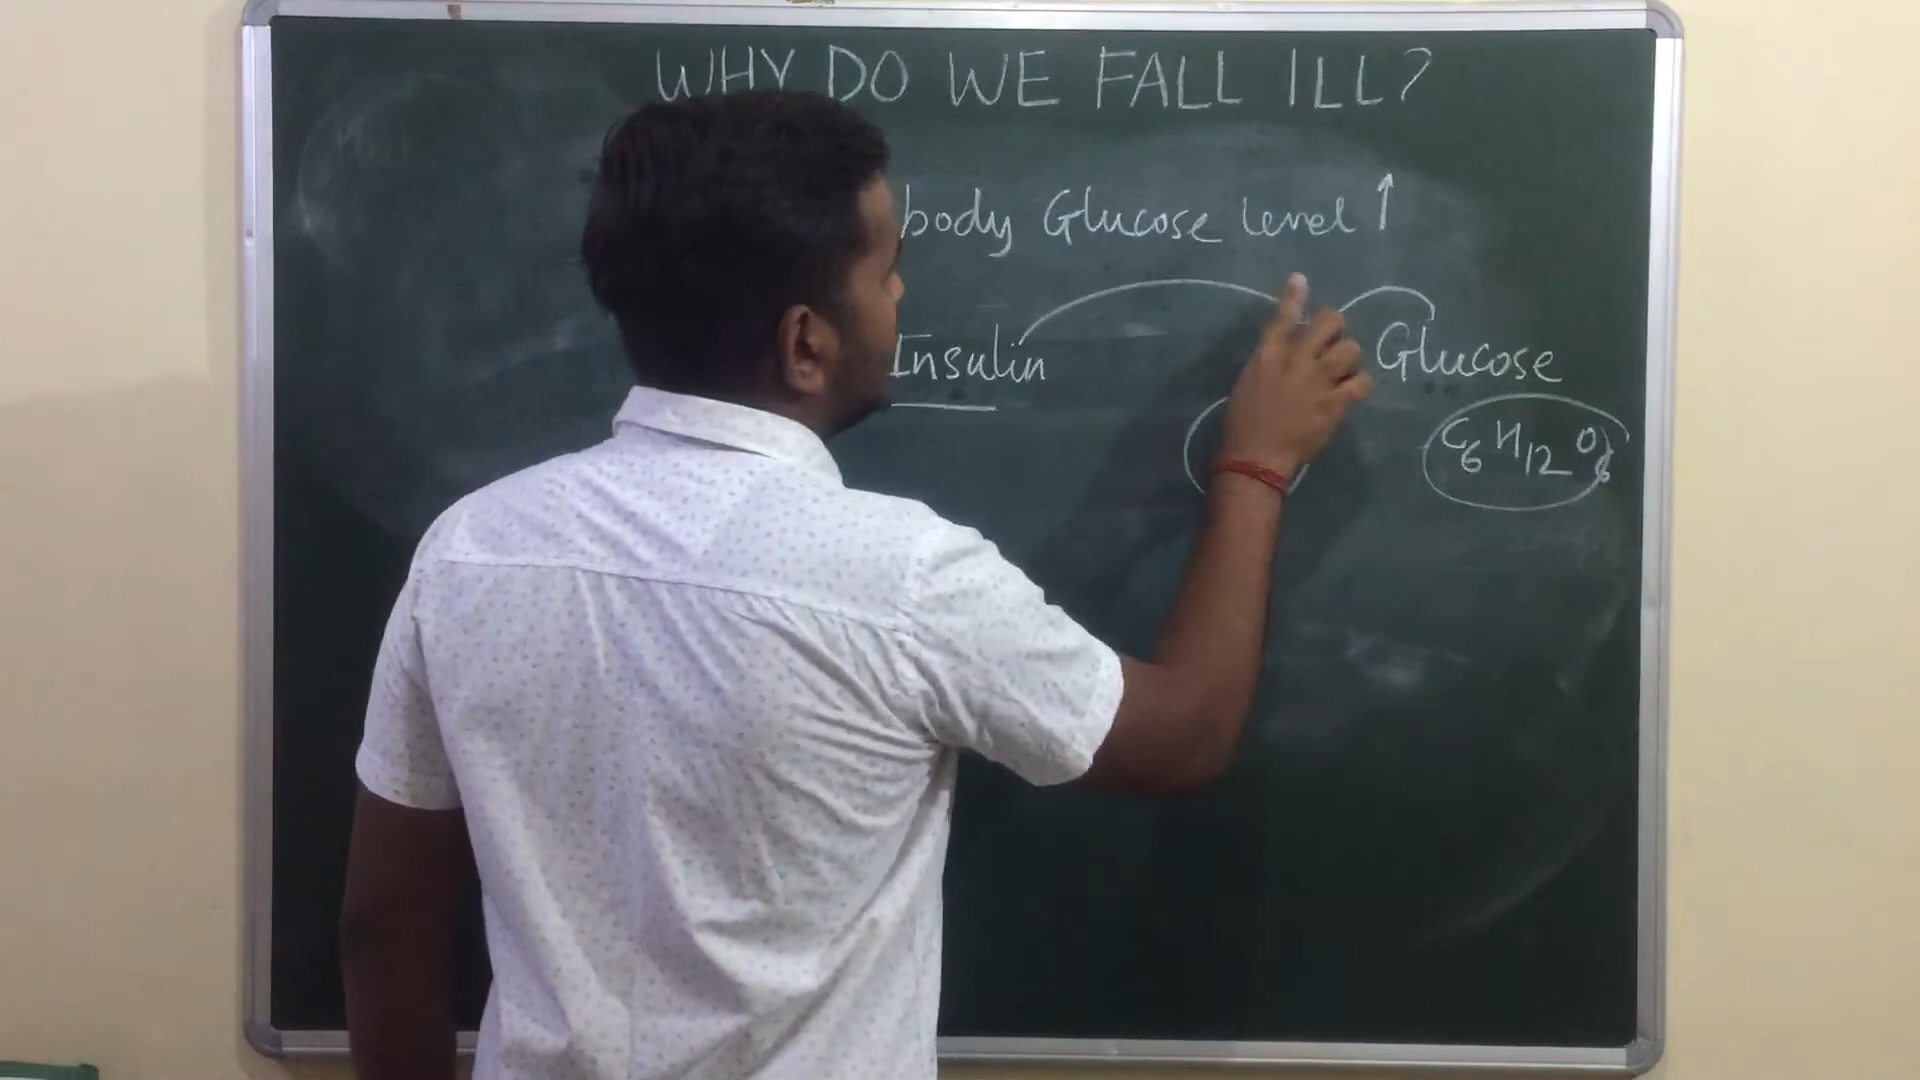 WHY DO WE FALL ILL?
body Glucose level ↑
Insulin Glucose
C6H12O6